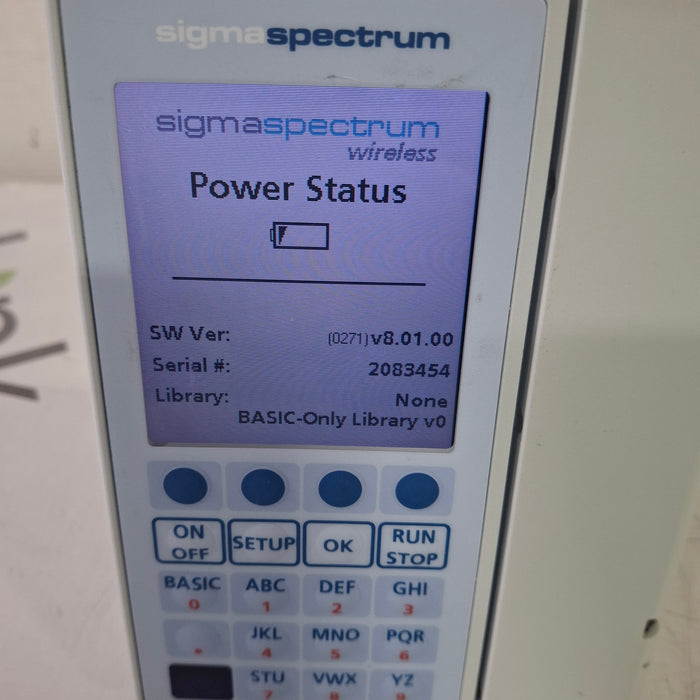 sigmaspectrum
sigmaspectrum
wireless
Power Status
SW Ver: (0271)v8.01.00
Serial #: 2083454
Library: None
BASIC-Only Library v0
ON OFF SETUP OK RUN STOP
BASIC ABC DEF GHI
0 1 2 3
JKL MNO PQR
. 4 5 6
STU VWX YZ
7 8 9